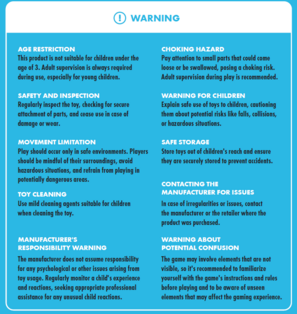 ! WARNING
AGE RESTRICTION
This product is not suitable for children under the
age of 3. Adult supervision is always required
during use, especially for young children.
SAFETY AND INSPECTION
Regularly inspect the toy, checking for secure
attachment of parts, and cease use in case of
damage or wear.
MOVEMENT LIMITATION
Play should occur only in safe environments. Players
should be mindful of their surroundings, avoid
hazardous situations, and refrain from playing in
potentially dangerous areas.
TOY CLEANING
Use mild cleaning agents suitable for children
when cleaning the toy.
MANUFACTURER'S
RESPONSIBILITY WARNING
The manufacturer does not assume responsibility
for any psychological or other issues arising from
toy usage. Regularly monitor a child's experience
and reactions, seeking appropriate professional
assistance for any unusual child reactions.
CHOKING HAZARD
Pay attention to small parts that could come
loose or be swallowed, posing a choking risk.
Adult supervision during play is recommended.
WARNING FOR CHILDREN
Explain safe use of toys to children, cautioning
them about potential risks like falls, collisions,
or hazardous situations.
SAFE STORAGE
Store toys out of children's reach and ensure
they are securely stored to prevent accidents.
CONTACTING THE
MANUFACTURER FOR ISSUES
In case of irregularities or issues, contact
the manufacturer or the retailer where the
product was purchased.
WARNING ABOUT
POTENTIAL CONFUSION
The game may involve elements that are not
visible, so it's recommended to familiarize
yourself with the game's instructions and rules
before playing and to be aware of unseen
elements that may affect the gaming experience.